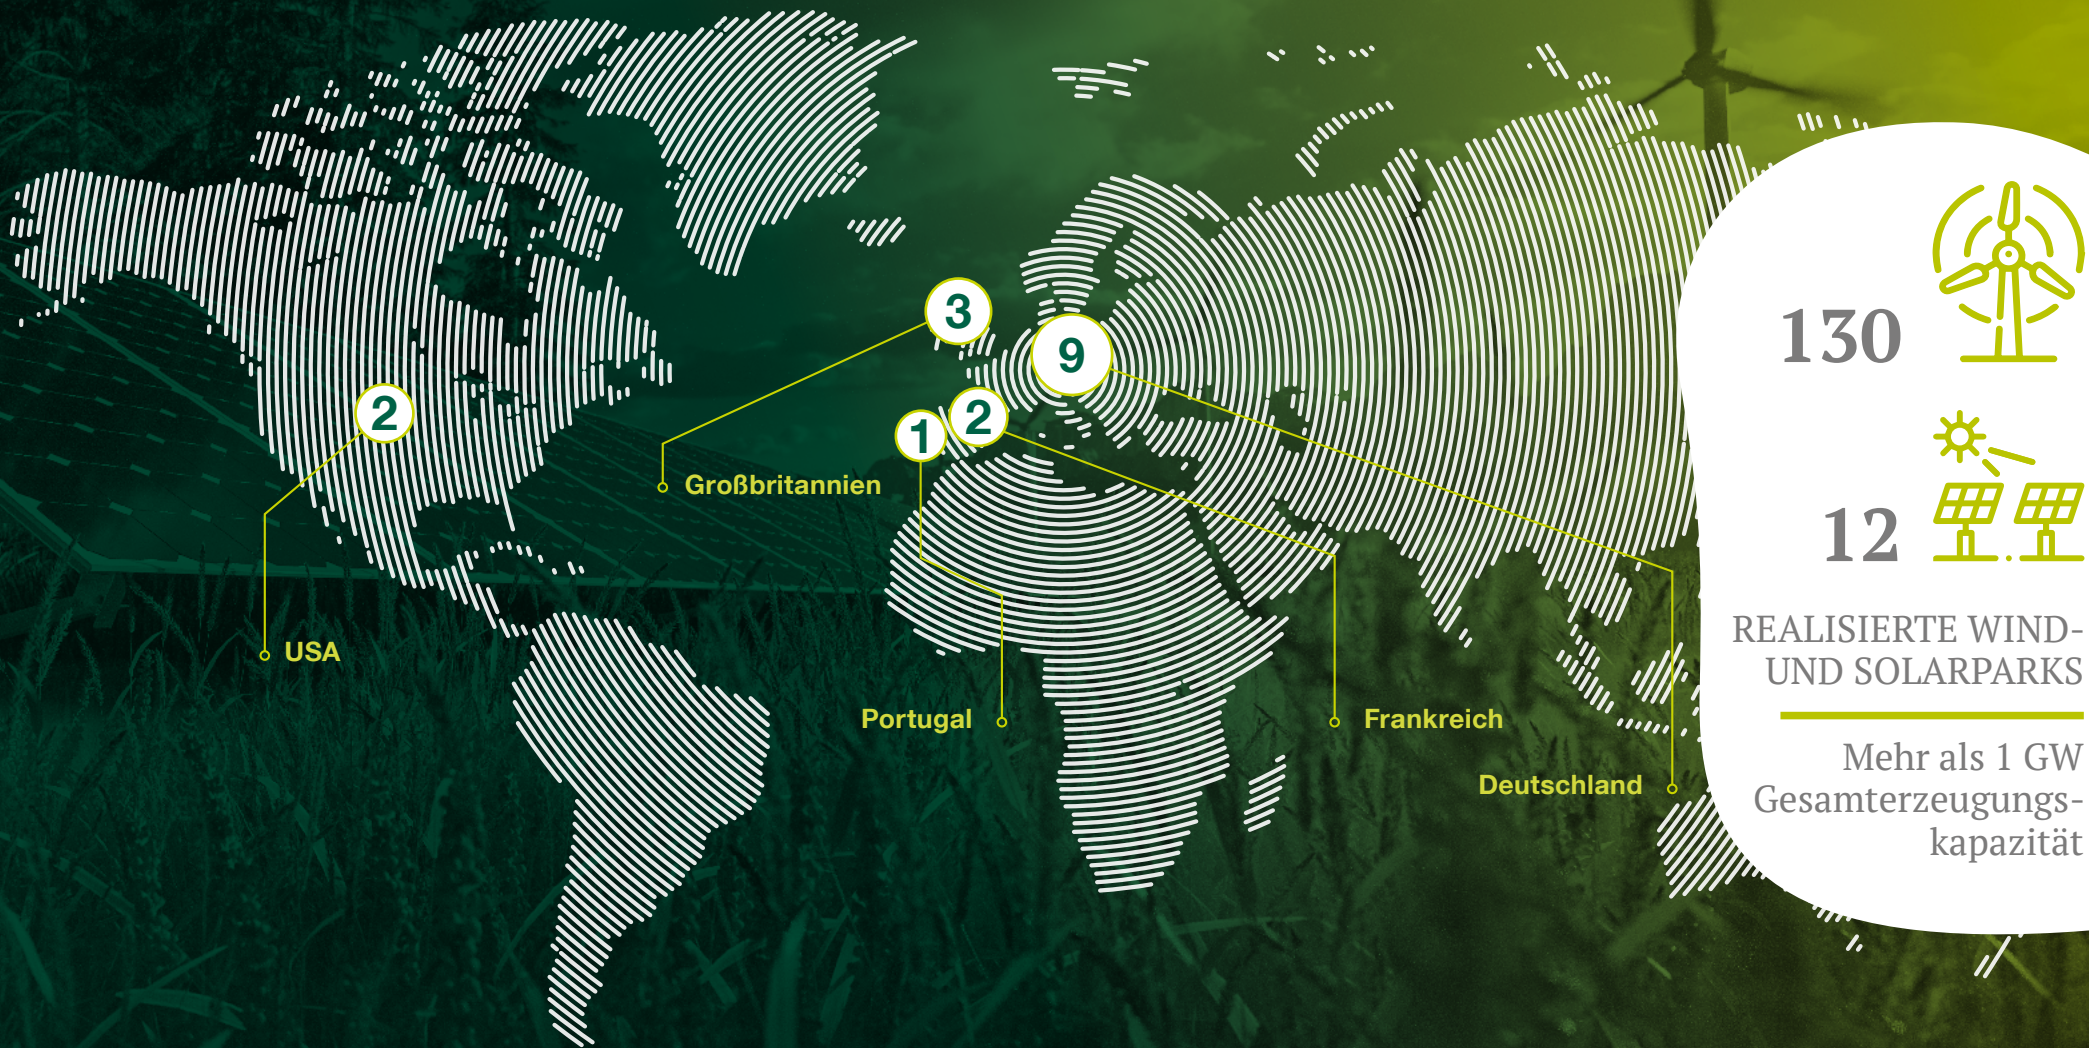 3
9
2
1
2
Großbritannien
USA
Portugal
Frankreich
Deutschland
130
12
REALISIERTE WIND-
UND SOLARPARKS
Mehr als 1 GW
Gesamterzeugungs-
kapazität